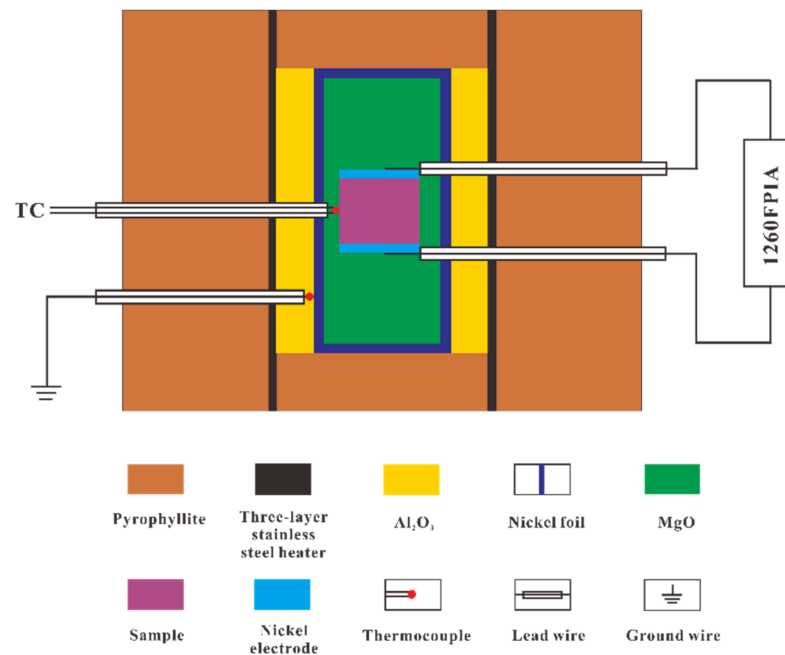 TC
1260FPIA
Pyrophyllite
Three-layer
stainless
steel heater
Al₂O₃
Nickel foil
MgO
Sample
Nickel
electrode
Thermocouple
Lead wire
Ground wire